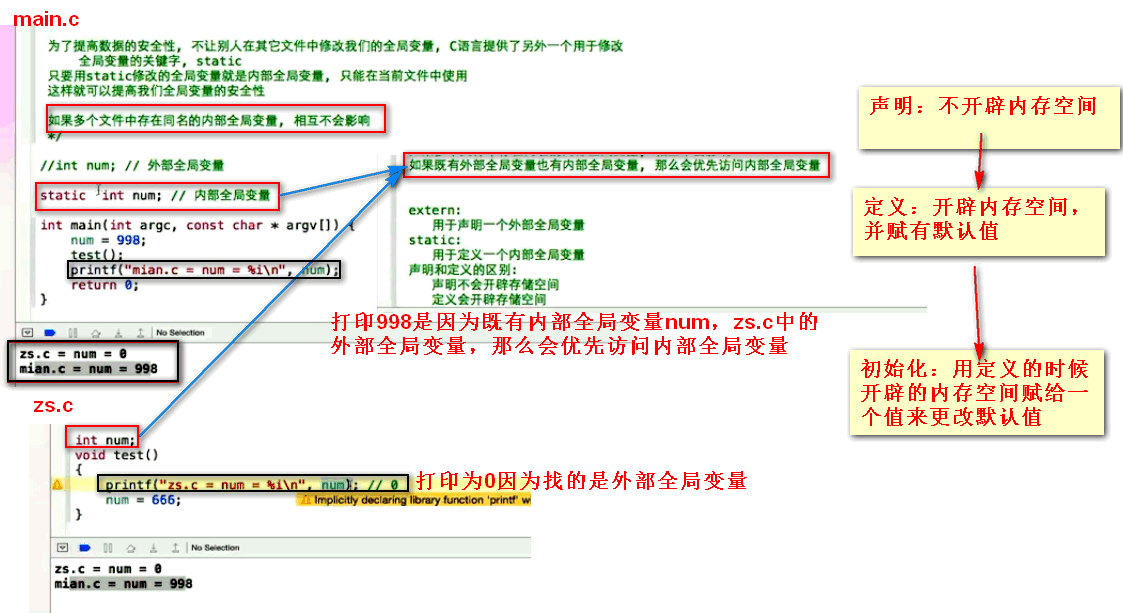 main.c
为了提高数据的安全性, 不让别人在其它文件中修改我们的全局变量, C语言提供了另外一个用于修改
全局变量的关键字, static
只要用static修改的全局变量就是内部全局变量, 只能在当前文件中使用
这样就可以提高我们全局变量的安全性
如果多个文件中存在同名的内部全局变量, 相互不会影响
*/
//int num; // 外部全局变量
static int num; // 内部全局变量
int main(int argc, const char * argv[]) {
num = 998;
test();
printf("mian.c = num = %i\n", num);
return 0;
}
No Selection
zs.c = num = 0
mian.c = num = 998
如果既有外部全局变量也有内部全局变量, 那么会优先访问内部全局变量
extern:
用于声明一个外部全局变量
static:
用于定义一个内部全局变量
声明和定义的区别:
声明不会开辟存储空间
定义会开辟存储空间
打印998是因为既有内部全局变量num，zs.c中的
外部全局变量，那么会优先访问内部全局变量
zs.c
int num;
void test()
{
printf("zs.c = num = %i\n", num); // 0
num = 666;
}
Implicitly declaring library function 'printf' w
打印为0因为找的是外部全局变量
No Selection
zs.c = num = 0
mian.c = num = 998
声明：不开辟内存空间
定义：开辟内存空间，
并赋有默认值
初始化：用定义的时候
开辟的内存空间赋给一
个值来更改默认值